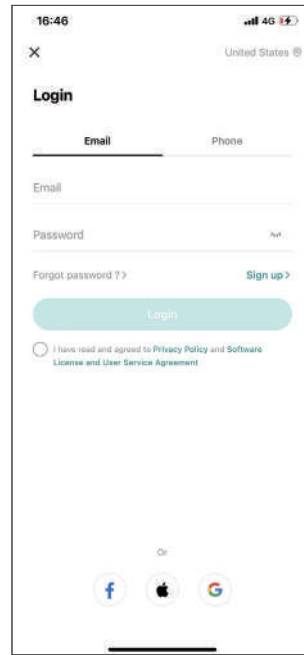 16:46
4G
United States
Login
Email
Phone
Email
Password
Forgot password ?>
Sign up>
Login
I have read and agreed to Privacy Policy and Software
License and User Service Agreement
Or